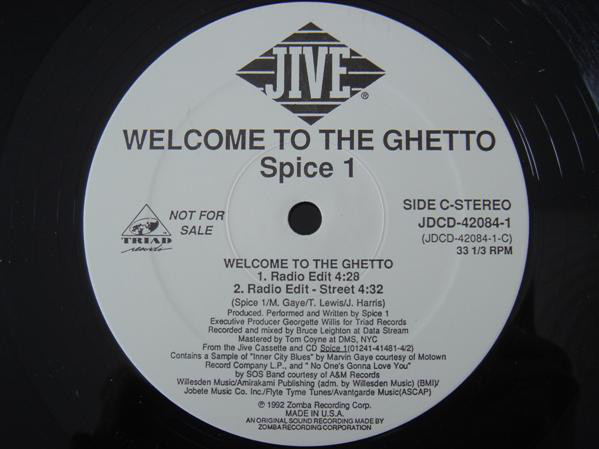 JIVE
®
WELCOME TO THE GHETTO
Spice 1
TRIAD
records
NOT FOR
SALE
SIDE C-STEREO
JDCD-42084-1
(JDCD-42084-1-C)
33 1/3 RPM
WELCOME TO THE GHETTO
1. Radio Edit 4:28
2. Radio Edit - Street 4:32
(Spice 1/M. Gaye/T. Lewis/J. Harris)
Produced. Performed and Written by Spice 1
Executive Producer Georgette Willis for Triad Records
Recorded and mixed by Bruce Leighton at Data Stream
Mastered by Tom Coyne at DMS, NYC
From the Jive Cassette and CD Spice 1(01241-41481-4/2)
Contains a Sample of "Inner City Blues" by Marvin Gaye courtesy of Motown
Record Company L.P., and " No One's Gonna Love You"
by SOS Band courtesy of A&M Records
Willesden Music/Amirakami Publishing (adm. by Willesden Music) (BMI)/
Jobete Music Co. Inc./Flyte Tyme Tunes/Avantgarde Music(ASCAP)
℗ 1992 Zomba Recording Corp.
MADE IN U.S.A.
AN ORIGINAL SOUND RECORDING MADE BY
ZOMBA RECORDING CORPORATION